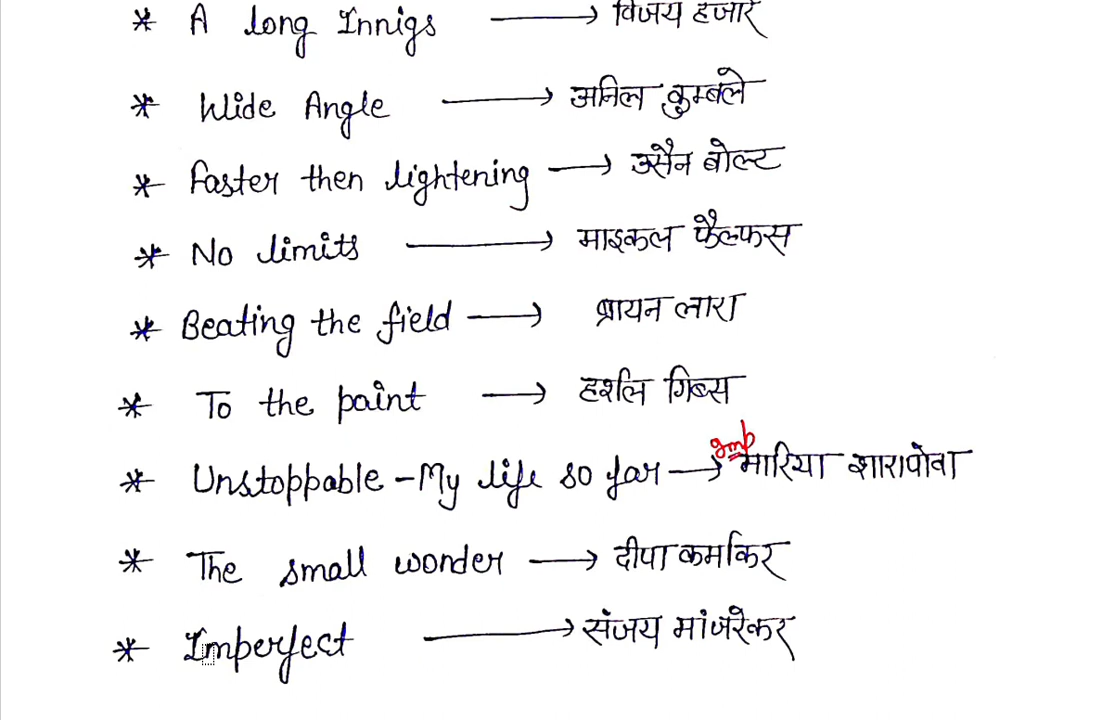 * A long Innigs → विजय हजारे
* Wide Angle → अनिल कुम्बले
* Faster then lightening → उसैन बोल्ट
* No limits → माइकल फैल्फस
* Beating the field → ब्रायन लारा
* To the paint → हर्शल गिब्स
imp
* Unstoppable - My life so far → मारिया शारापोवा
* The small wonder → दीपा कर्माकर
* Imperfect → संजय मांजरेकर